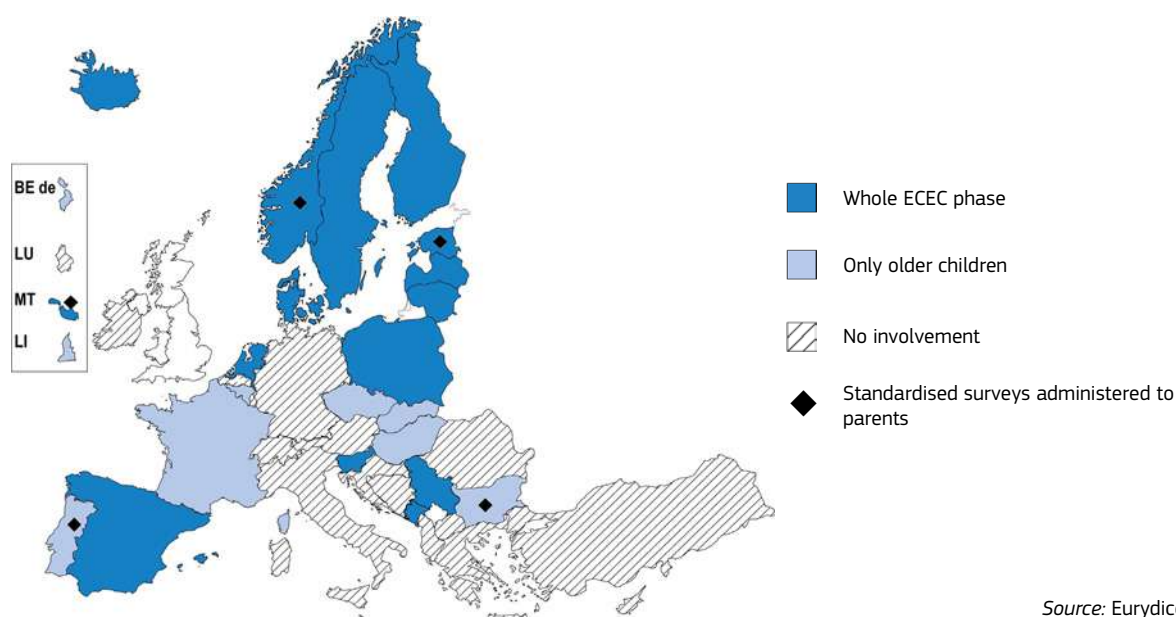 BE de
LU
MT
LI
Whole ECEC phase
Only older children
No involvement
Standardised surveys administered to
parents
Source: